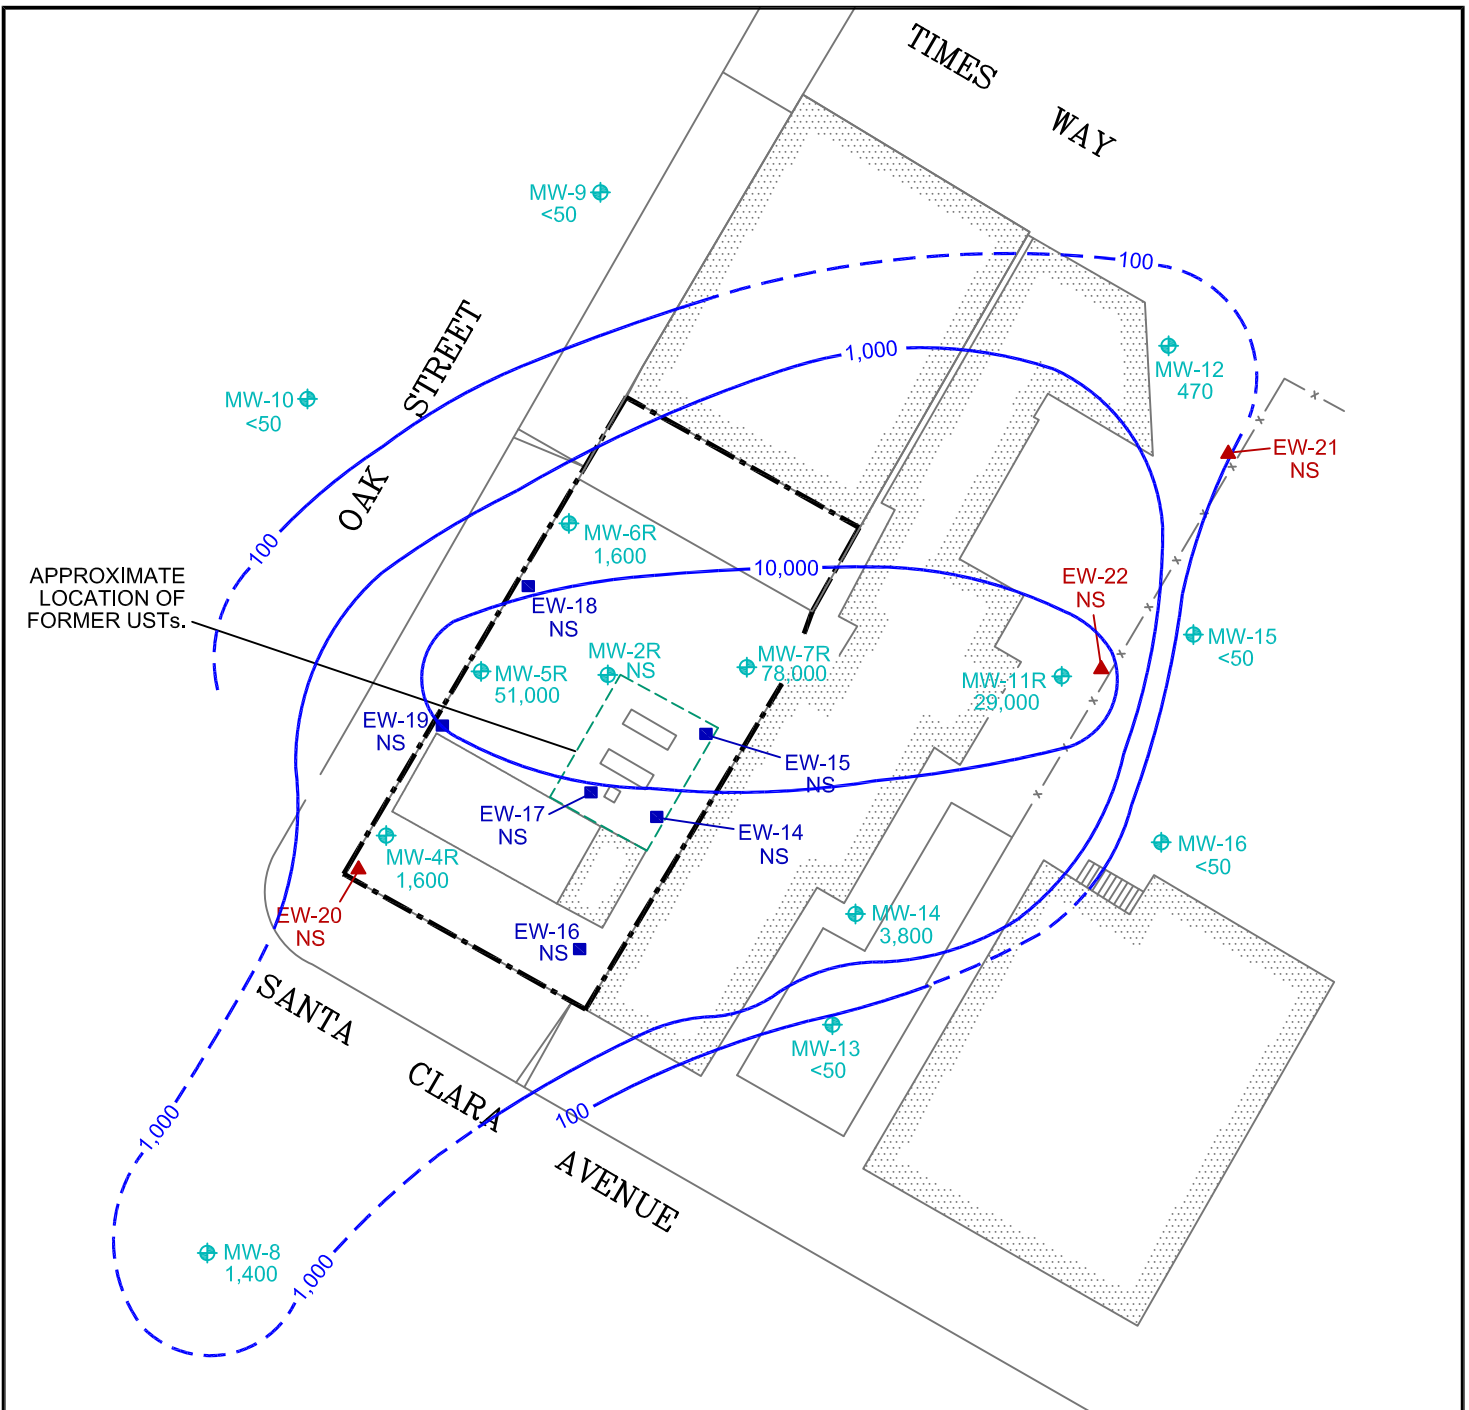 TIMES
WAY
MW-9
<50
100
STREET
1,000
MW-12
470
MW-10
<50
EW-21
NS
OAK
MW-6R
1,600
100
10,000
APPROXIMATE
LOCATION OF
FORMER USTs.
EW-22
NS
EW-18
NS
MW-15
<50
MW-2R
NS
MW-7R
78,000
MW-5R
51,000
MW-11R
29,000
EW-19
NS
EW-15
NS
EW-17
NS
EW-14
NS
MW-16
<50
MW-4R
1,600
EW-20
NS
MW-14
3,800
EW-16
NS
SANTA
MW-13
<50
CLARA
100
1,000
AVENUE
MW-8
1,400
1,000